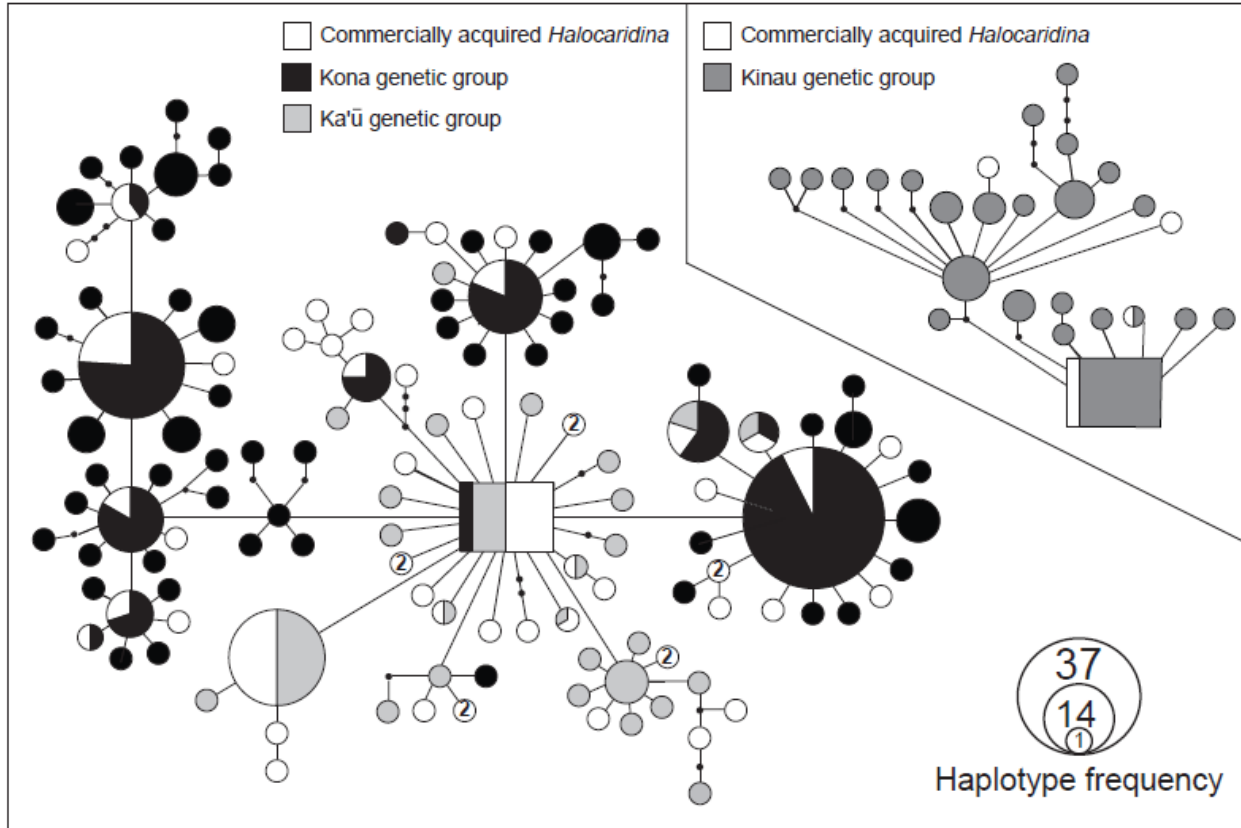 Commercially acquired Halocaridina
Kona genetic group
Ka'ū genetic group
Commercially acquired Halocaridina
Kinau genetic group
2
2
2
2
2
37
14
1
Haplotype frequency